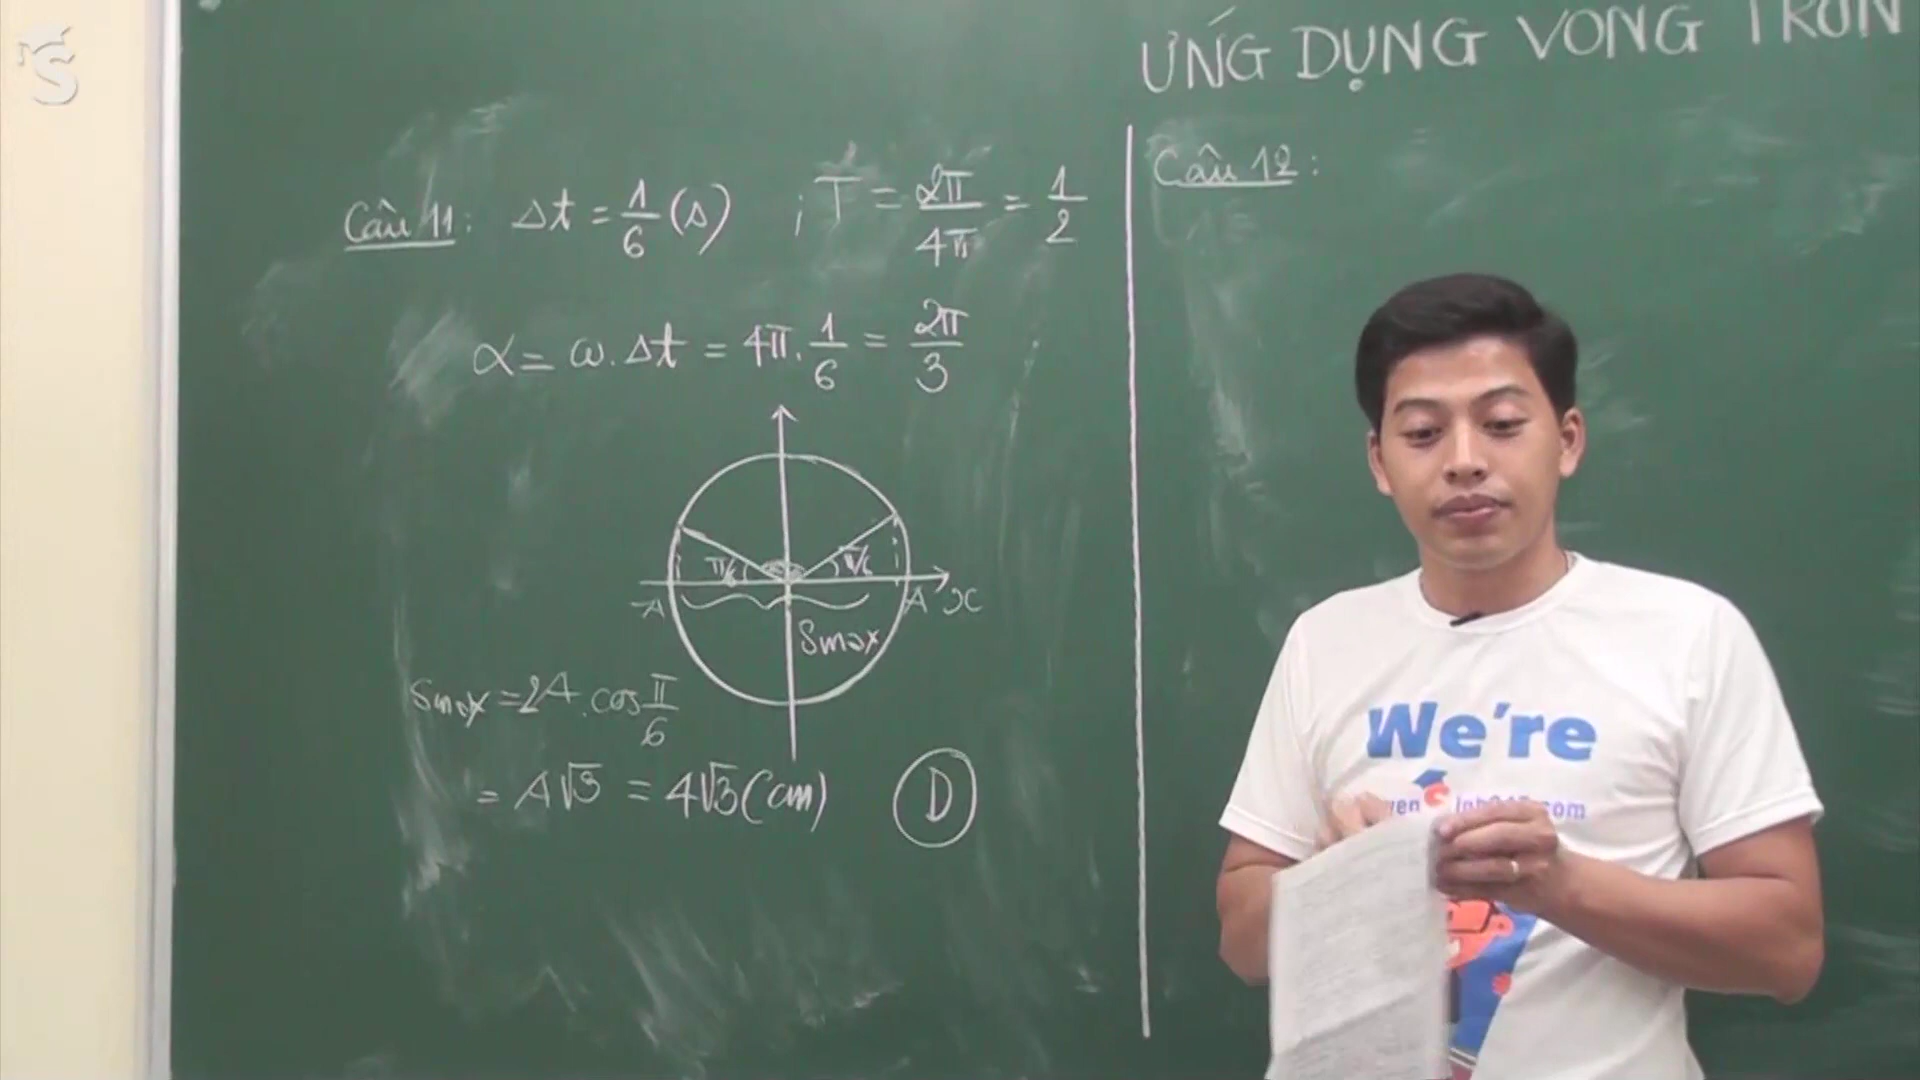 ỨNG DỤNG VÒNG TRÒN
Câu 11: Δt = 1/6 (s) ; T = 2π/4π = 1/2
α = ω.Δt = 4π. 1/6 = 2π/3
π/6 π/6
-A A x
Smax
Smax = 2A.cos π/6
= A√3 = 4√3 (cm) D
Câu 12:
We're